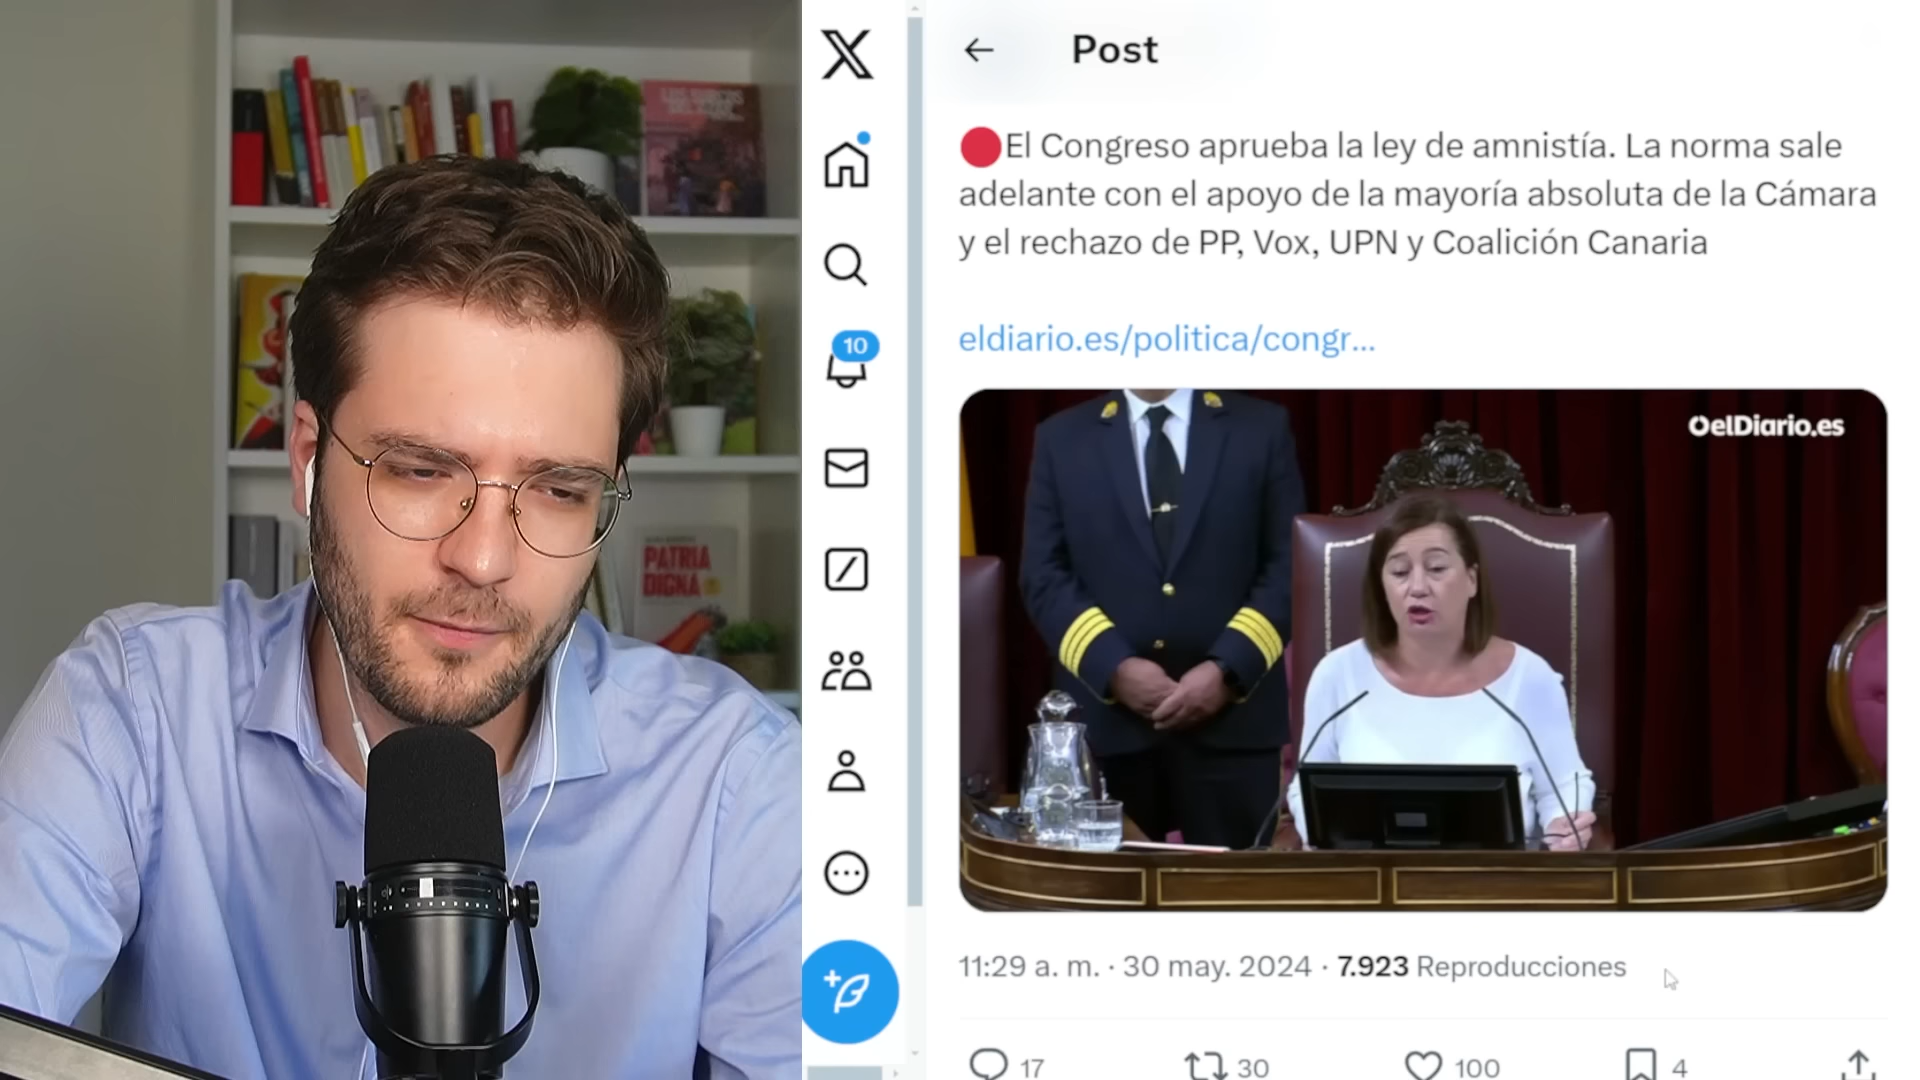 PATRIA
DIGNA
Post
El Congreso aprueba la ley de amnistía. La norma sale
adelante con el apoyo de la mayoría absoluta de la Cámara
y el rechazo de PP, Vox, UPN y Coalición Canaria
eldiario.es/politica/congr...
10
elDiario.es
11:29 a. m. · 30 may. 2024 · 7.923 Reproducciones
17
30
100
4